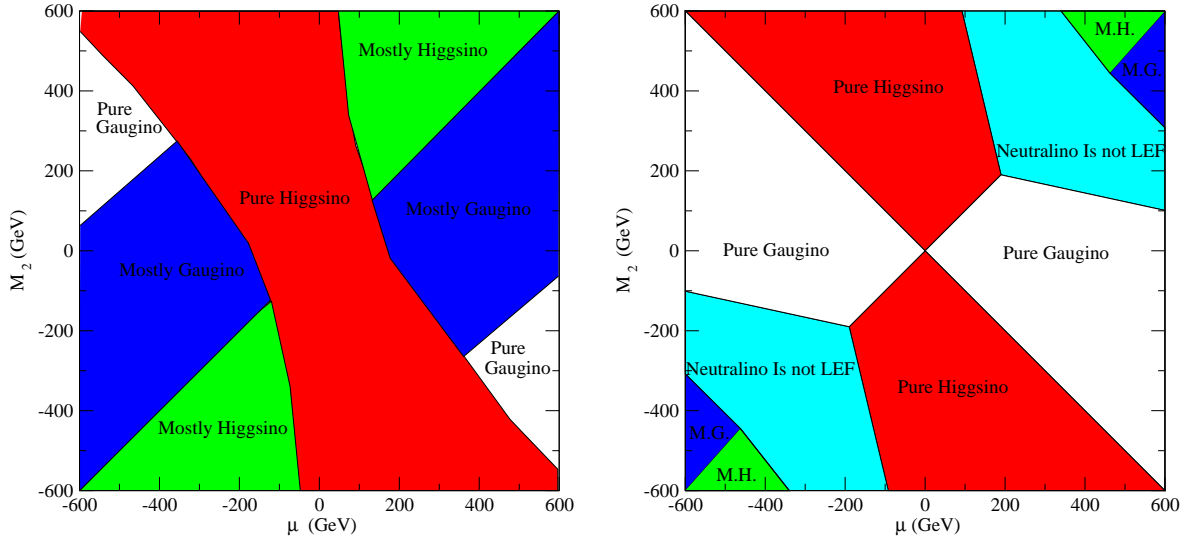 600
400
200
0
-200
-400
-600
M 2 (GeV)
-600 -400 -200 0 200 400 600
μ (GeV)
Mostly Higgsino
Pure
Gaugino
Pure Higgsino
Mostly Gaugino
Mostly Gaugino
Pure
Gaugino
Mostly Higgsino
600
400
200
0
-200
-400
-600
M 2 (GeV)
-600 -400 -200 0 200 400 600
μ (GeV)
M.H.
M.G.
Pure Higgsino
Neutralino Is not LEF
Pure Gaugino
Pure Gaugino
Neutralino Is not LEF
Pure Higgsino
M.G.
M.H.